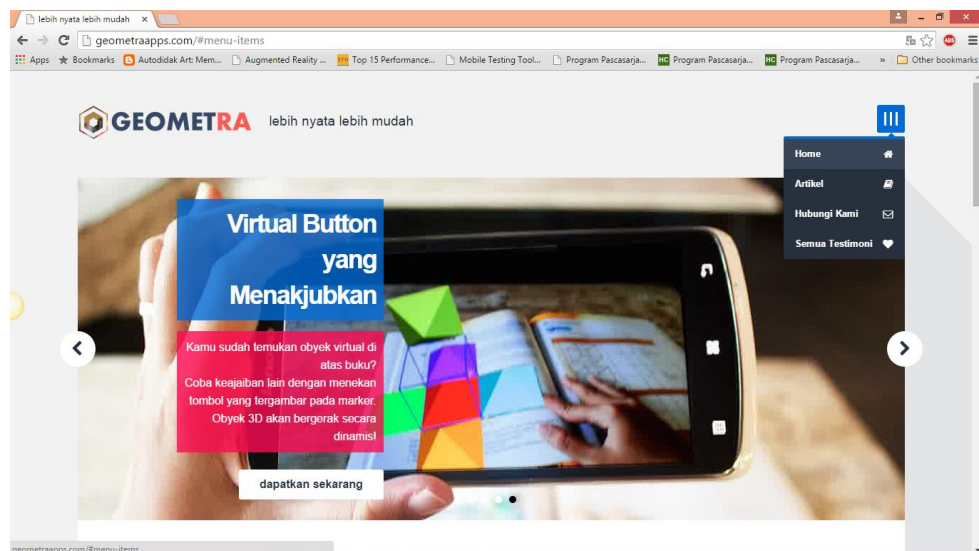 lebih nyata lebih mudah
geometraapps.com/#menu-items
Apps Bookmarks Autodidak Art: Mem... Augmented Reality ... Top 15 Performance... Mobile Testing Tool... Program Pascasarja... HC Program Pascasarja... HC Program Pascasarja... » Other bookmarks
GEOMETRA lebih nyata lebih mudah
Home
Artikel
Hubungi Kami
Semua Testimoni
Virtual Button
yang
Menakjubkan
Kamu sudah temukan obyek virtual di
atas buku?
Coba keajaiban lain dengan menekan
tombol yang tergambar pada marker.
Obyek 3D akan bergerak secara
dinamis!
dapatkan sekarang
geometraapps.com/#menu-items